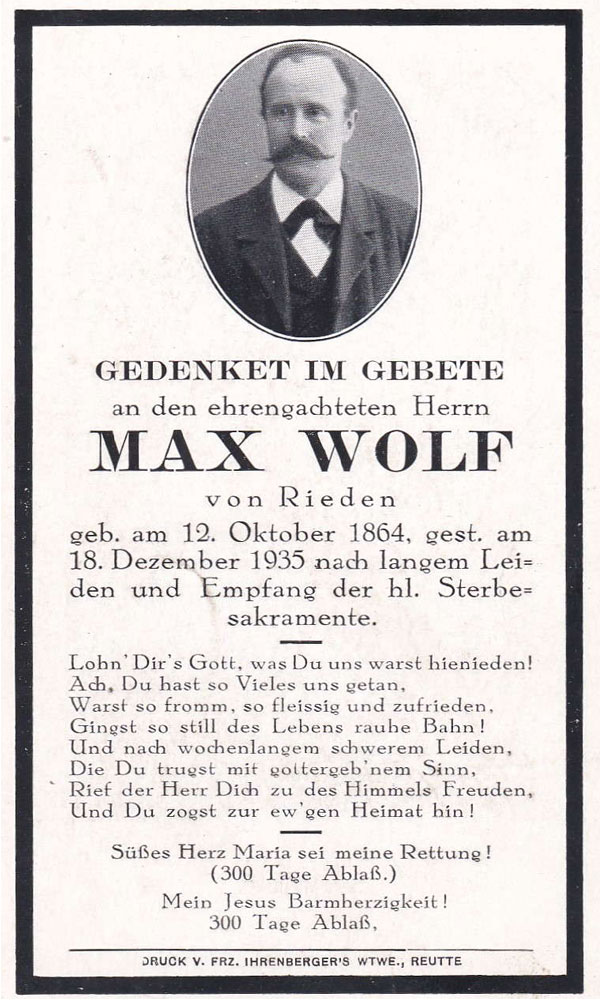 GEDENKET IM GEBETE
an den ehrengachteten Herrn
MAX WOLF
von Rieden
geb. am 12. Oktober 1864, gest. am
18. Dezember 1935 nach langem Lei=
den und Empfang der hl. Sterbe=
sakramente.
Lohn' Dir's Gott, was Du uns warst hienieden!
Ach, Du hast so Vieles uns getan,
Warst so fromm, so fleissig und zufrieden,
Gingst so still des Lebens rauhe Bahn!
Und nach wochenlangem schwerem Leiden,
Die Du trugst mit gottergeb'nem Sinn,
Rief der Herr Dich zu des Himmels Freuden,
Und Du zogst zur ew'gen Heimat hin!
Süßes Herz Maria sei meine Rettung!
(300 Tage Ablaß.)
Mein Jesus Barmherzigkeit!
300 Tage Ablaß,
DRUCK V. FRZ. IHRENBERGER'S WTWE., REUTTE